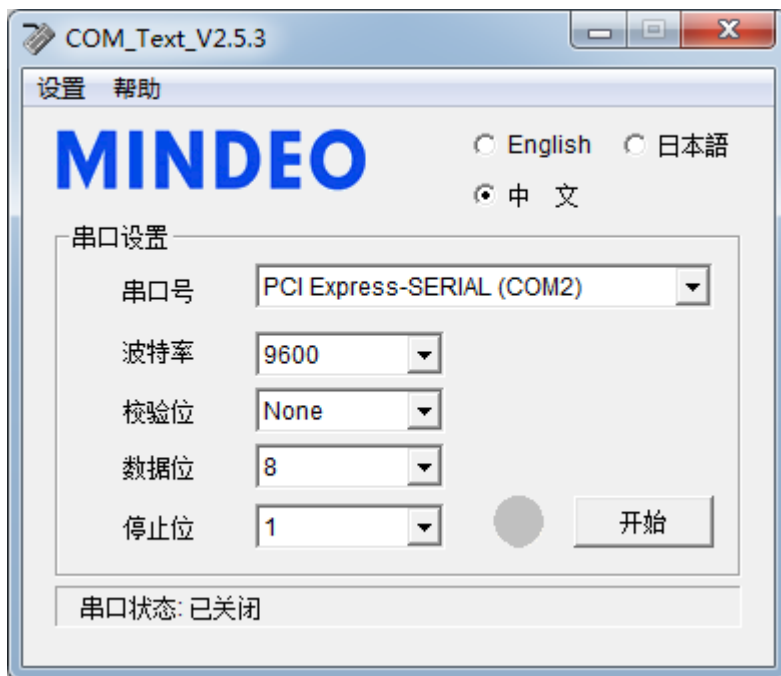 COM_Text_V2.5.3
设置 帮助
MINDEO
English 日本語
中 文
串口设置
串口号 PCI Express-SERIAL (COM2)
波特率 9600
校验位 None
数据位 8
停止位 1 开始
串口状态: 已关闭